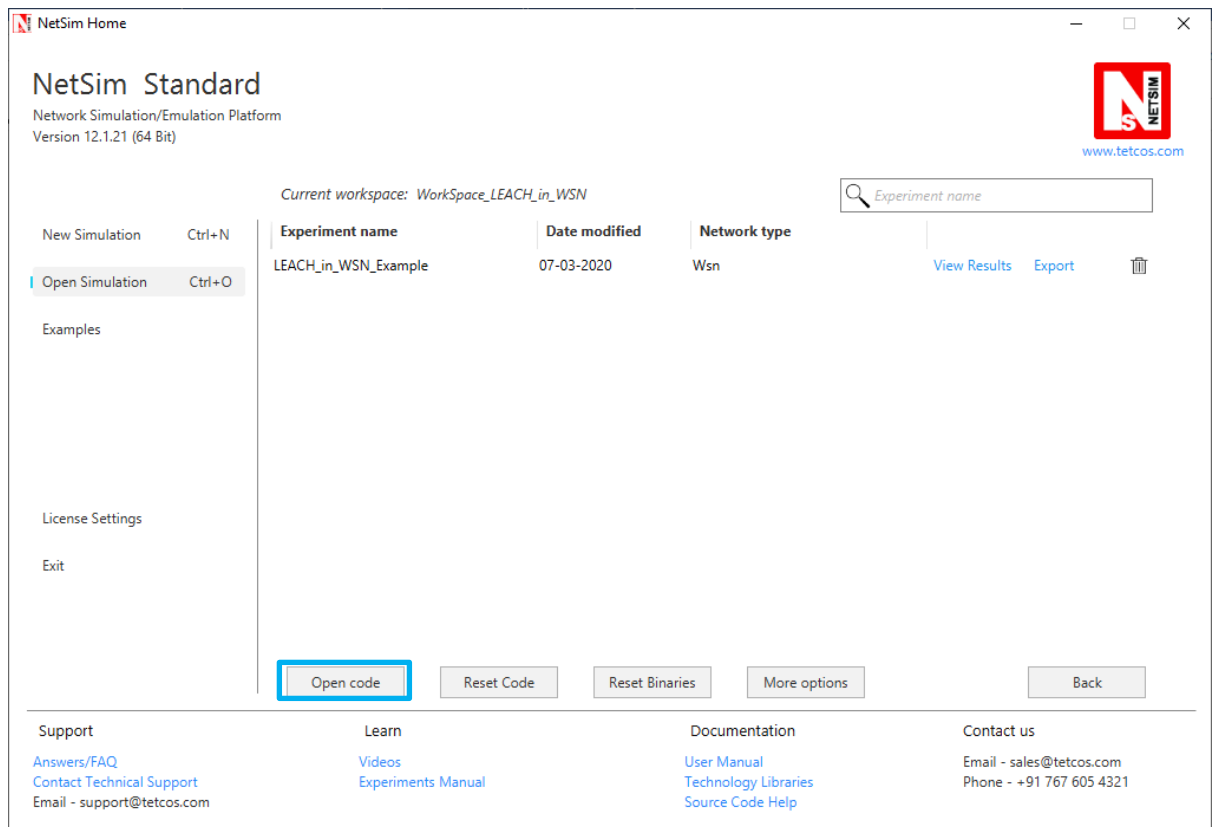 NetSim Home
NetSim Standard
Network Simulation/Emulation Platform
Version 12.1.21 (64 Bit)
N
S
NETSIM
www.tetcos.com
Current workspace: WorkSpace_LEACH_in_WSN
Experiment name
New Simulation Ctrl+N
Open Simulation Ctrl+O
Examples
License Settings
Exit
Experiment name Date modified Network type
LEACH_in_WSN_Example 07-03-2020 Wsn View Results Export
Open code Reset Code Reset Binaries More options Back
Support
Answers/FAQ
Contact Technical Support
Email - support@tetcos.com
Learn
Videos
Experiments Manual
Documentation
User Manual
Technology Libraries
Source Code Help
Contact us
Email - sales@tetcos.com
Phone - +91 767 605 4321